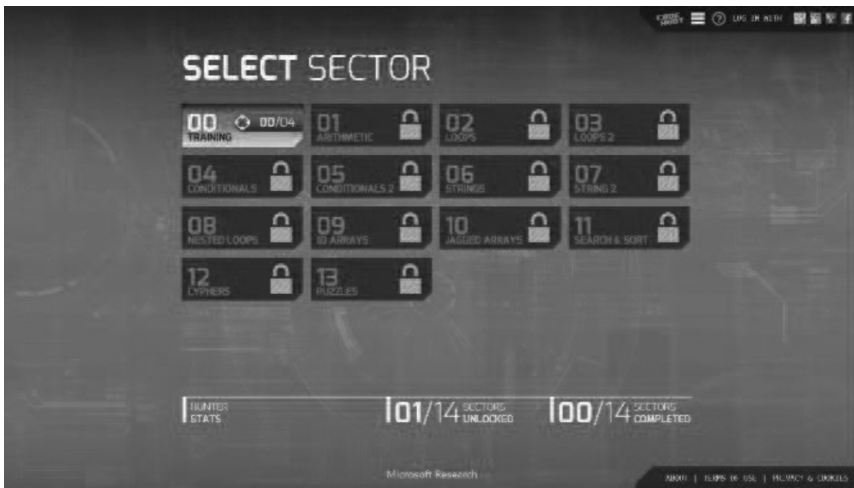 CODE HUNT ? LOG IN WITH
SELECT SECTOR
00 00/04 01 02 03
TRAINING ARITHMETIC LOOPS LOOPS 2
04 05 06 07
CONDITIONALS CONDITIONALS 2 STRINGS STRING 2
08 09 10 11
NESTED LOOPS 1D ARRAYS JAGGED ARRAYS SEARCH & SORT
12 13
CYPHERS PUZZLES
HUNTER STATS 01/14 SECTORS UNLOCKED 00/14 SECTORS COMPLETED
Microsoft Research
ABOUT | TERMS OF USE | PRIVACY & COOKIES